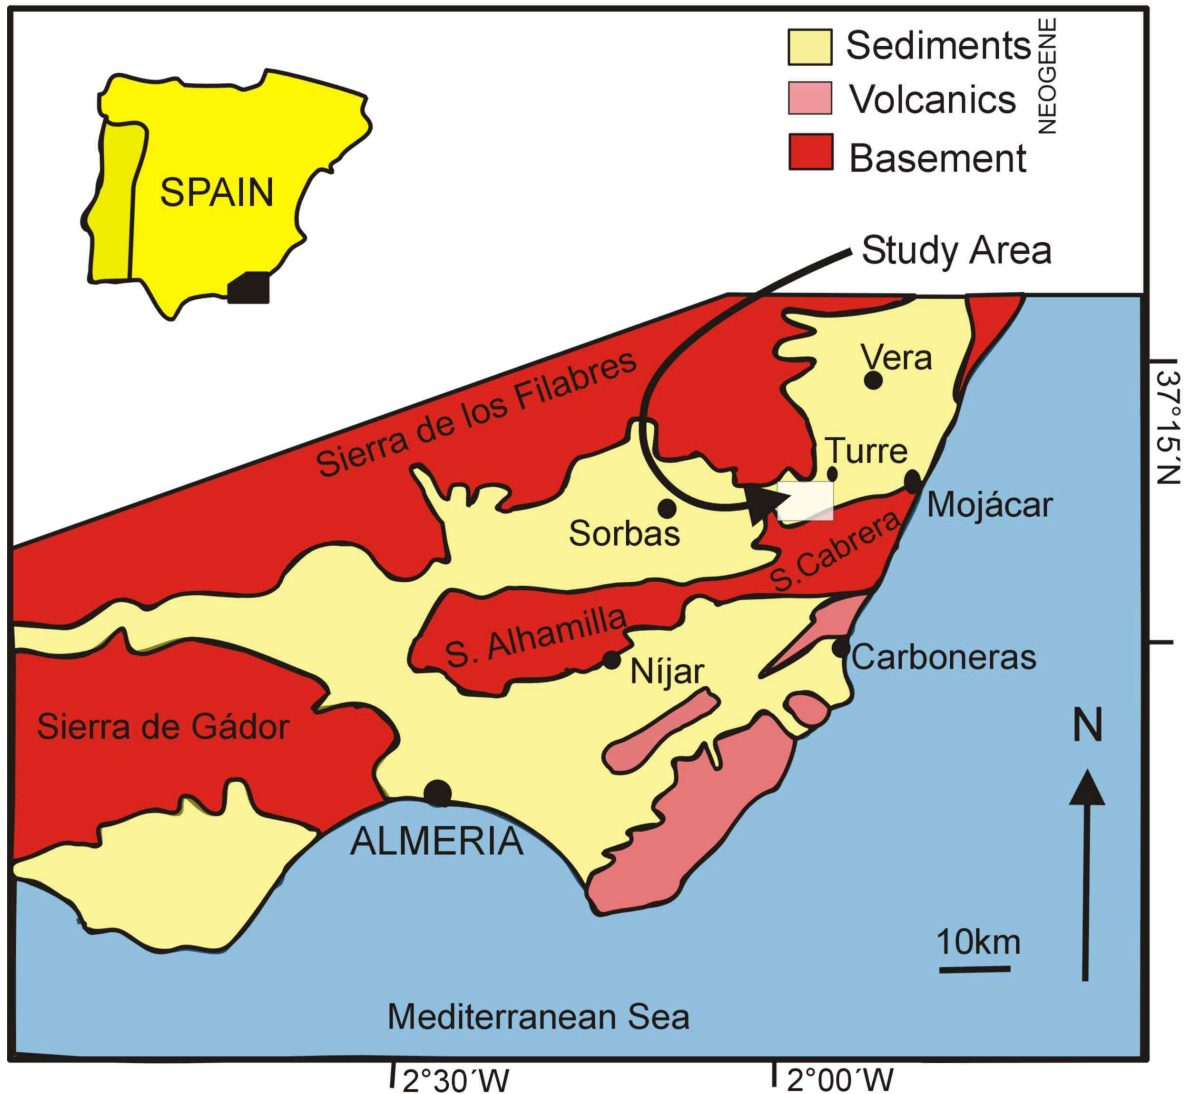 Sediments
Volcanics
Basement
NEOGENE
SPAIN
Study Area
Vera
Sierra de los Filabres
Turre
37°15´N
Mojácar
Sorbas
S.Cabrera
S. Alhamilla
Níjar
Carboneras
Sierra de Gádor
N
ALMERIA
10km
Mediterranean Sea
2°30´W
2°00´W